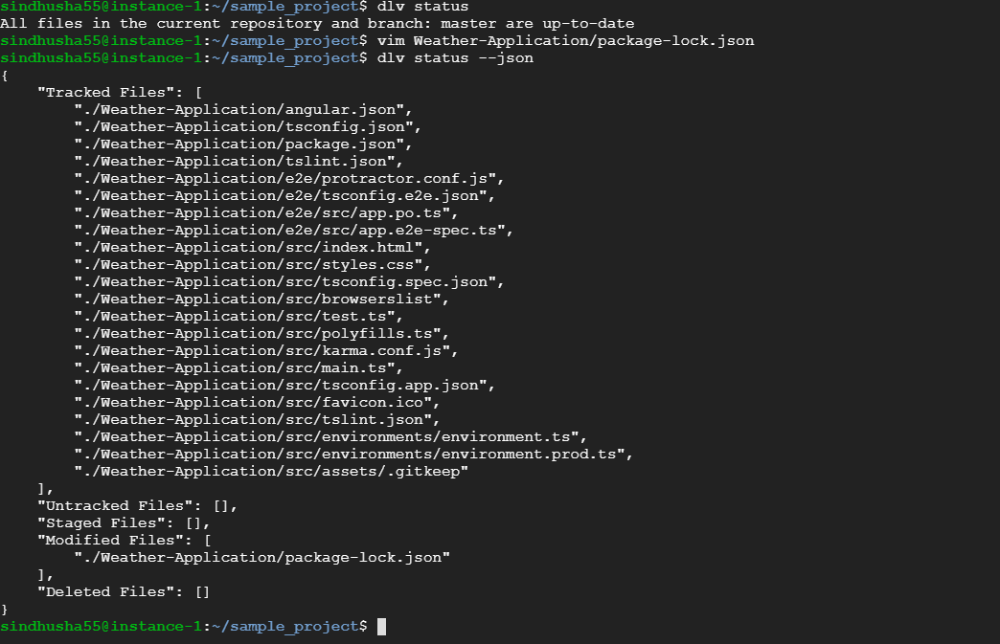 sindhusha55@instance-1:~/sample_project$ dlv status
All files in the current repository and branch: master are up-to-date
sindhusha55@instance-1:~/sample_project$ vim Weather-Application/package-lock.json
sindhusha55@instance-1:~/sample_project$ dlv status --json
{
    "Tracked Files": [
        "./Weather-Application/angular.json",
        "./Weather-Application/tsconfig.json",
        "./Weather-Application/package.json",
        "./Weather-Application/tslint.json",
        "./Weather-Application/e2e/protractor.conf.js",
        "./Weather-Application/e2e/tsconfig.e2e.json",
        "./Weather-Application/e2e/src/app.po.ts",
        "./Weather-Application/e2e/src/app.e2e-spec.ts",
        "./Weather-Application/src/index.html",
        "./Weather-Application/src/styles.css",
        "./Weather-Application/src/tsconfig.spec.json",
        "./Weather-Application/src/browserslist",
        "./Weather-Application/src/test.ts",
        "./Weather-Application/src/polyfills.ts",
        "./Weather-Application/src/karma.conf.js",
        "./Weather-Application/src/main.ts",
        "./Weather-Application/src/tsconfig.app.json",
        "./Weather-Application/src/favicon.ico",
        "./Weather-Application/src/tslint.json",
        "./Weather-Application/src/environments/environment.ts",
        "./Weather-Application/src/environments/environment.prod.ts",
        "./Weather-Application/src/assets/.gitkeep"
    ],
    "Untracked Files": [],
    "Staged Files": [],
    "Modified Files": [
        "./Weather-Application/package-lock.json"
    ],
    "Deleted Files": []
}
sindhusha55@instance-1:~/sample_project$